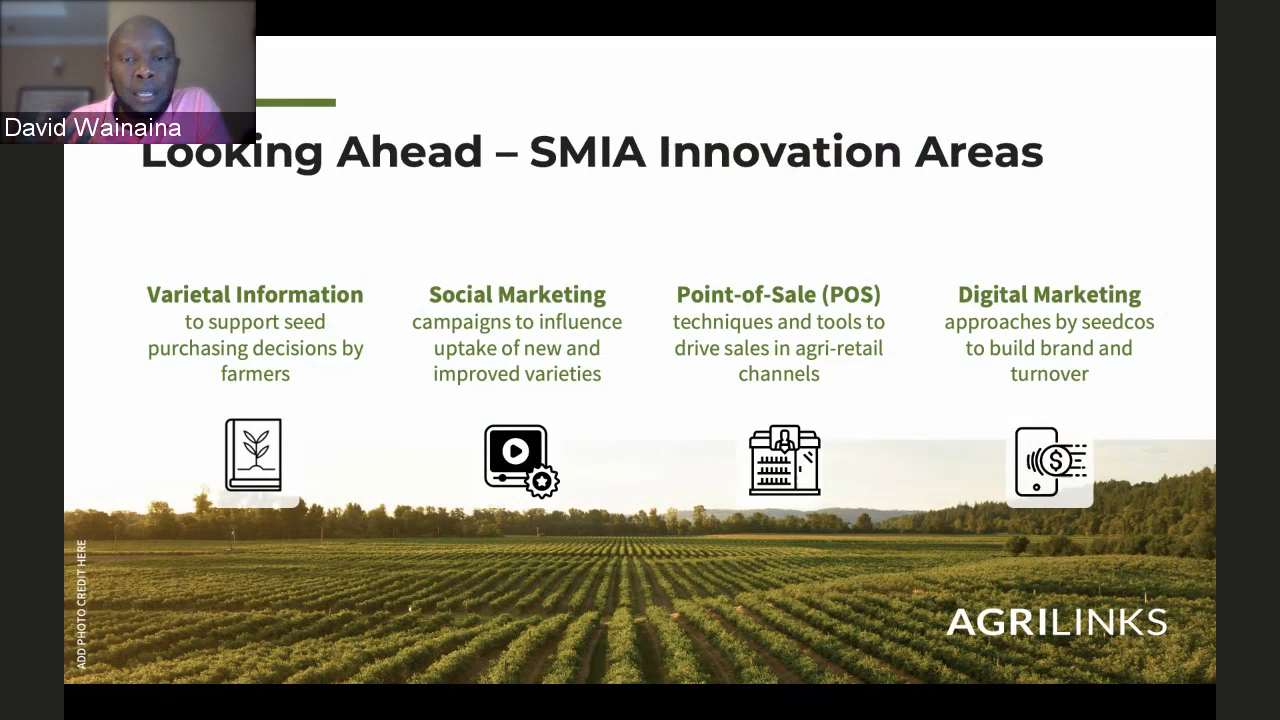 David Wainaina
Looking Ahead – SMIA Innovation Areas
Varietal Information
to support seed
purchasing decisions by
farmers
Social Marketing
campaigns to influence
uptake of new and
improved varieties
Point-of-Sale (POS)
techniques and tools to
drive sales in agri-retail
channels
Digital Marketing
approaches by seedcos
to build brand and
turnover
$
ADD PHOTO CREDIT HERE
AGRILINKS